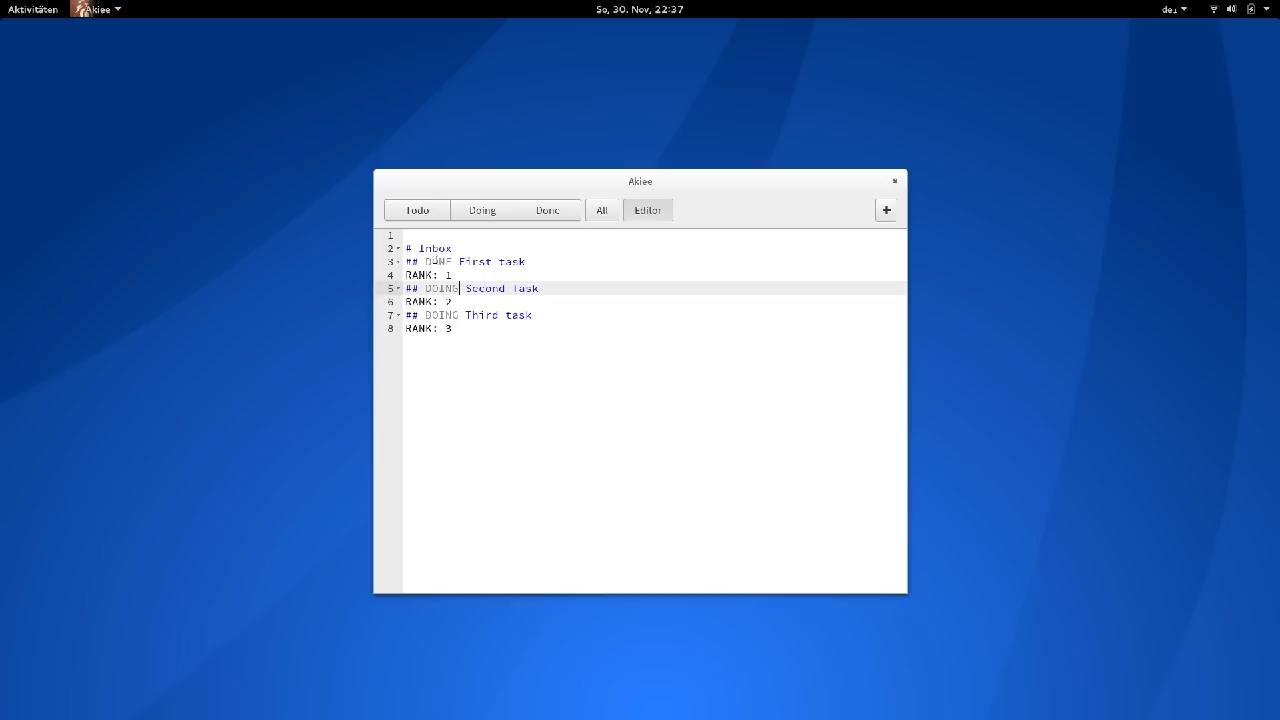 Aktivitäten Akiee So, 30. Nov, 22:37 de₁
Akiee
Todo Doing Done All Editor +
1
2 # Inbox
3 ## DONE First task
4 RANK: 1
5 ## DOING Second Task
6 RANK: 2
7 ## DOING Third task
8 RANK: 3